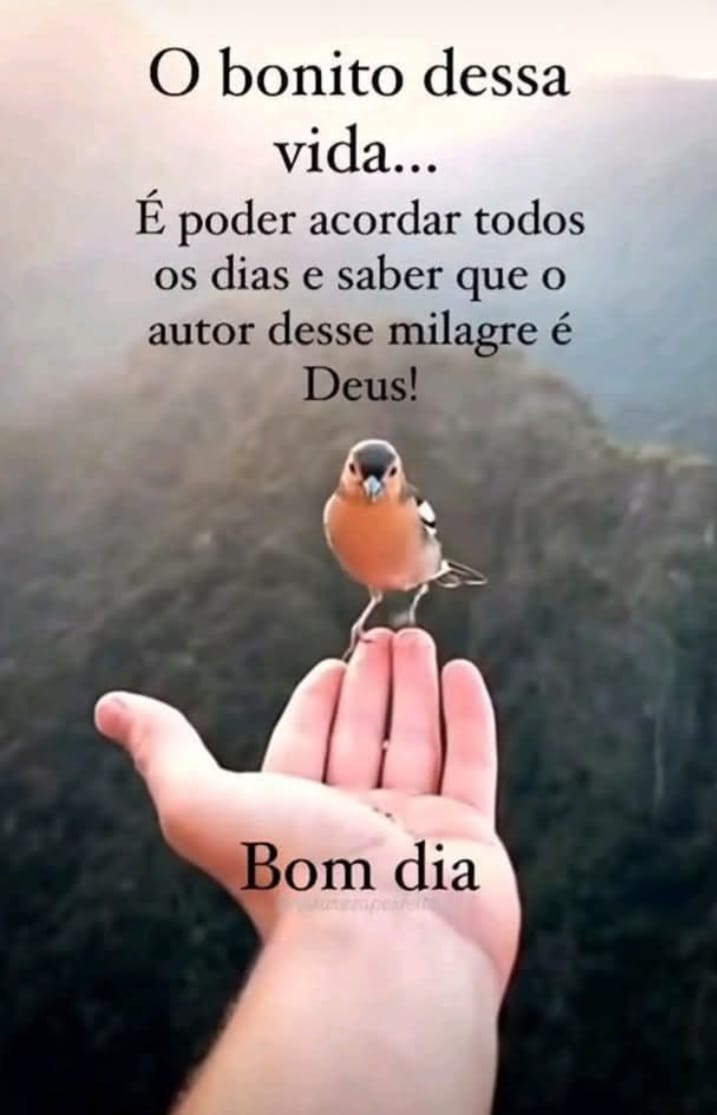 O bonito dessa
vida...
É poder acordar todos
os dias e saber que o
autor desse milagre é
Deus!
Bom dia